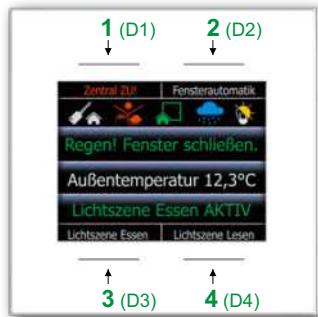 1 (D1) 2 (D2)
Zentral ZU! Fensterautomatik
Regen! Fenster schließen.
Außentemperatur 12,3°C
Lichtszene Essen AKTIV
Lichtszene Essen Lichtszene Lesen
3 (D3) 4 (D4)